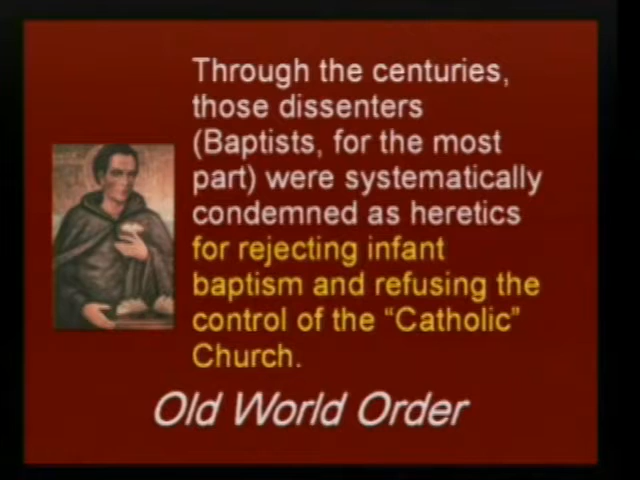 Through the centuries,
those dissenters
(Baptists, for the most
part) were systematically
condemned as heretics
for rejecting infant
baptism and refusing the
control of the “Catholic”
Church.
Old World Order